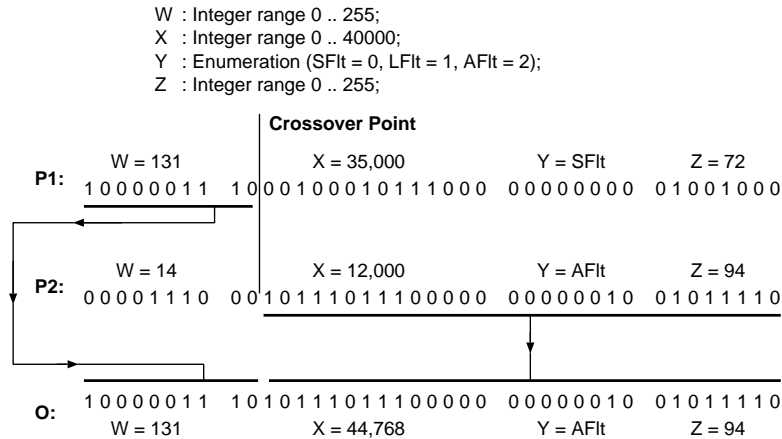 W : Integer range 0 .. 255;
X : Integer range 0 .. 40000;
Y : Enumeration (SFlt = 0, LFlt = 1, AFlt = 2);
Z : Integer range 0 .. 255;
Crossover Point
W = 131 X = 35,000 Y = SFlt Z = 72
P1: 1 0 0 0 0 0 1 1 1 0 0 0 1 0 0 0 1 0 1 1 1 0 0 0 0 0 0 0 0 0 0 0 0 1 0 0 1 0 0 0
W = 14 X = 12,000 Y = AFlt Z = 94
P2: 0 0 0 0 1 1 1 0 0 0 1 0 1 1 1 0 1 1 1 0 0 0 0 0 0 0 0 0 0 0 1 0 0 1 0 1 1 1 1 0
O: 1 0 0 0 0 0 1 1 1 0 1 0 1 1 1 0 1 1 1 0 0 0 0 0 0 0 0 0 0 0 1 0 0 1 0 1 1 1 1 0
W = 131 X = 44,768 Y = AFlt Z = 94